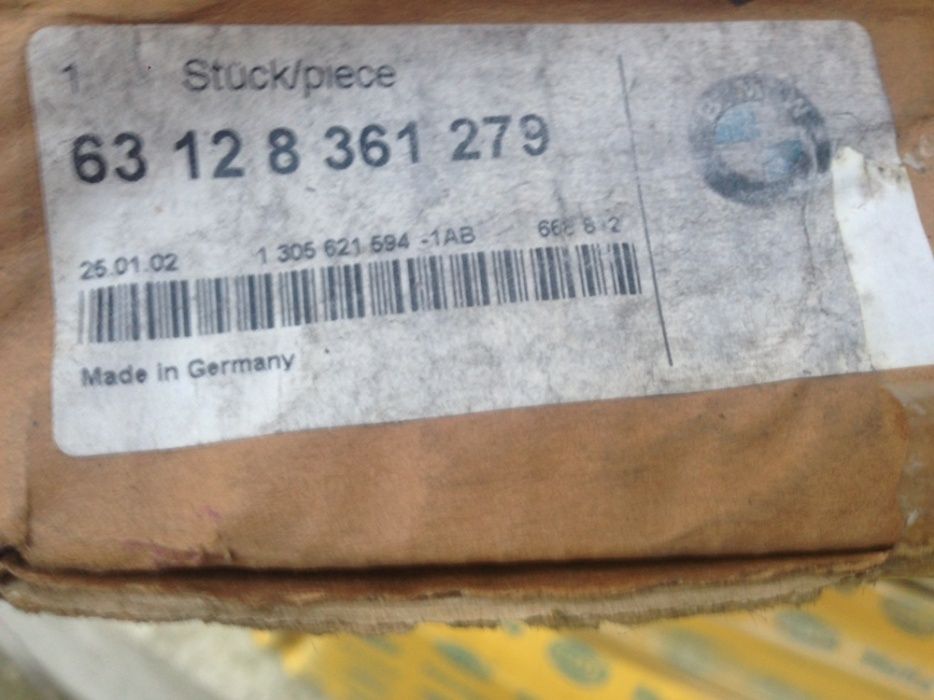 1 Stück/piece
63 12 8 361 279
25.01.02 1 305 621 594 -1AB
Made in Germany
BMW